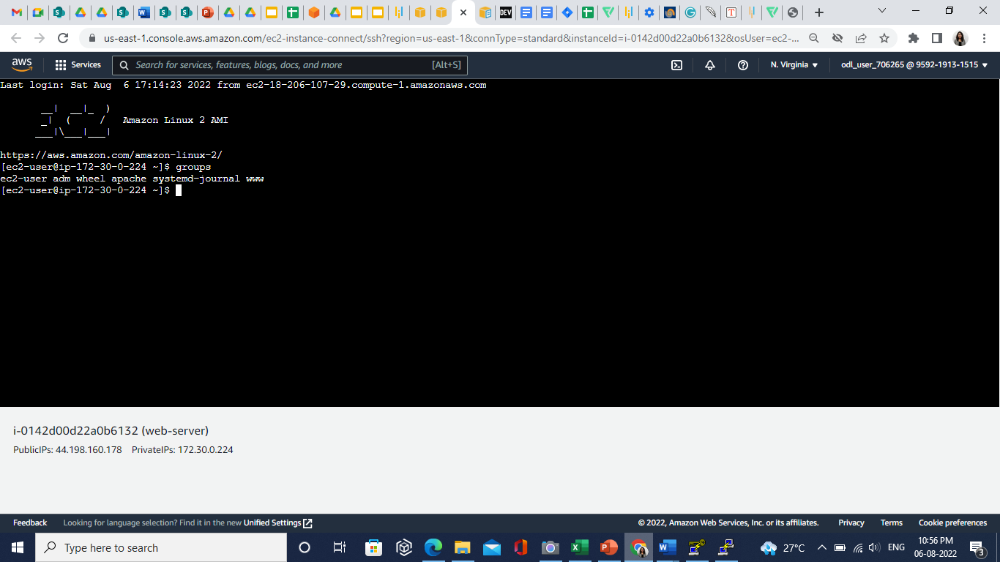 DEV
us-east-1.console.aws.amazon.com/ec2-instance-connect/ssh?region=us-east-1&connType=standard&instanceId=i-0142d00d22a0b6132&osUser=ec2-...
aws
Services
Search for services, features, blogs, docs, and more
[Alt+S]
N. Virginia
odl_user_706265 @ 9592-1913-1515
Last login: Sat Aug  6 17:14:23 2022 from ec2-18-206-107-29.compute-1.amazonaws.com
       __|  __|_  )
       _|  (     /   Amazon Linux 2 AMI
      ___|\___|___|
https://aws.amazon.com/amazon-linux-2/
[ec2-user@ip-172-30-0-224 ~]$ groups
ec2-user adm wheel apache systemd-journal www
[ec2-user@ip-172-30-0-224 ~]$
i-0142d00d22a0b6132 (web-server)
PublicIPs: 44.198.160.178    PrivateIPs: 172.30.0.224
Feedback
Looking for language selection? Find it in the new Unified Settings
© 2022, Amazon Web Services, Inc. or its affiliates.
Privacy
Terms
Cookie preferences
Type here to search
27°C
ENG
10:56 PM
06-08-2022
3